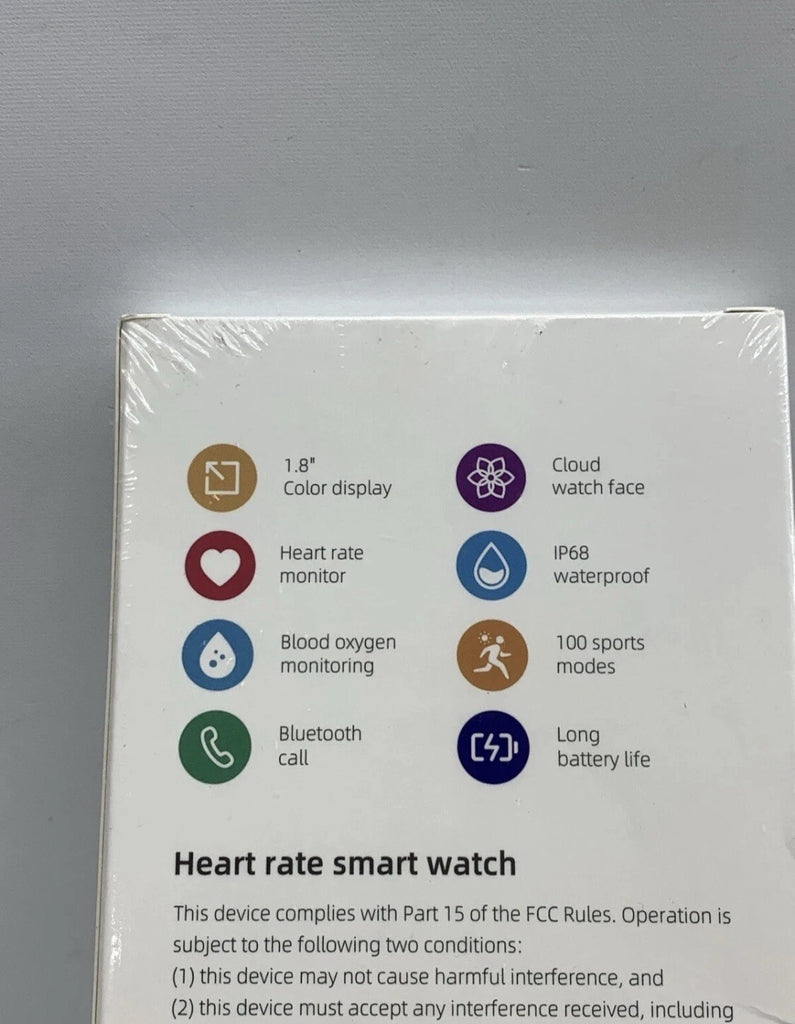 1.8"
Color display
Cloud
watch face
Heart rate
monitor
IP68
waterproof
Blood oxygen
monitoring
100 sports
modes
Bluetooth
call
Long
battery life
Heart rate smart watch
This device complies with Part 15 of the FCC Rules. Operation is
subject to the following two conditions:
(1) this device may not cause harmful interference, and
(2) this device must accept any interference received, including